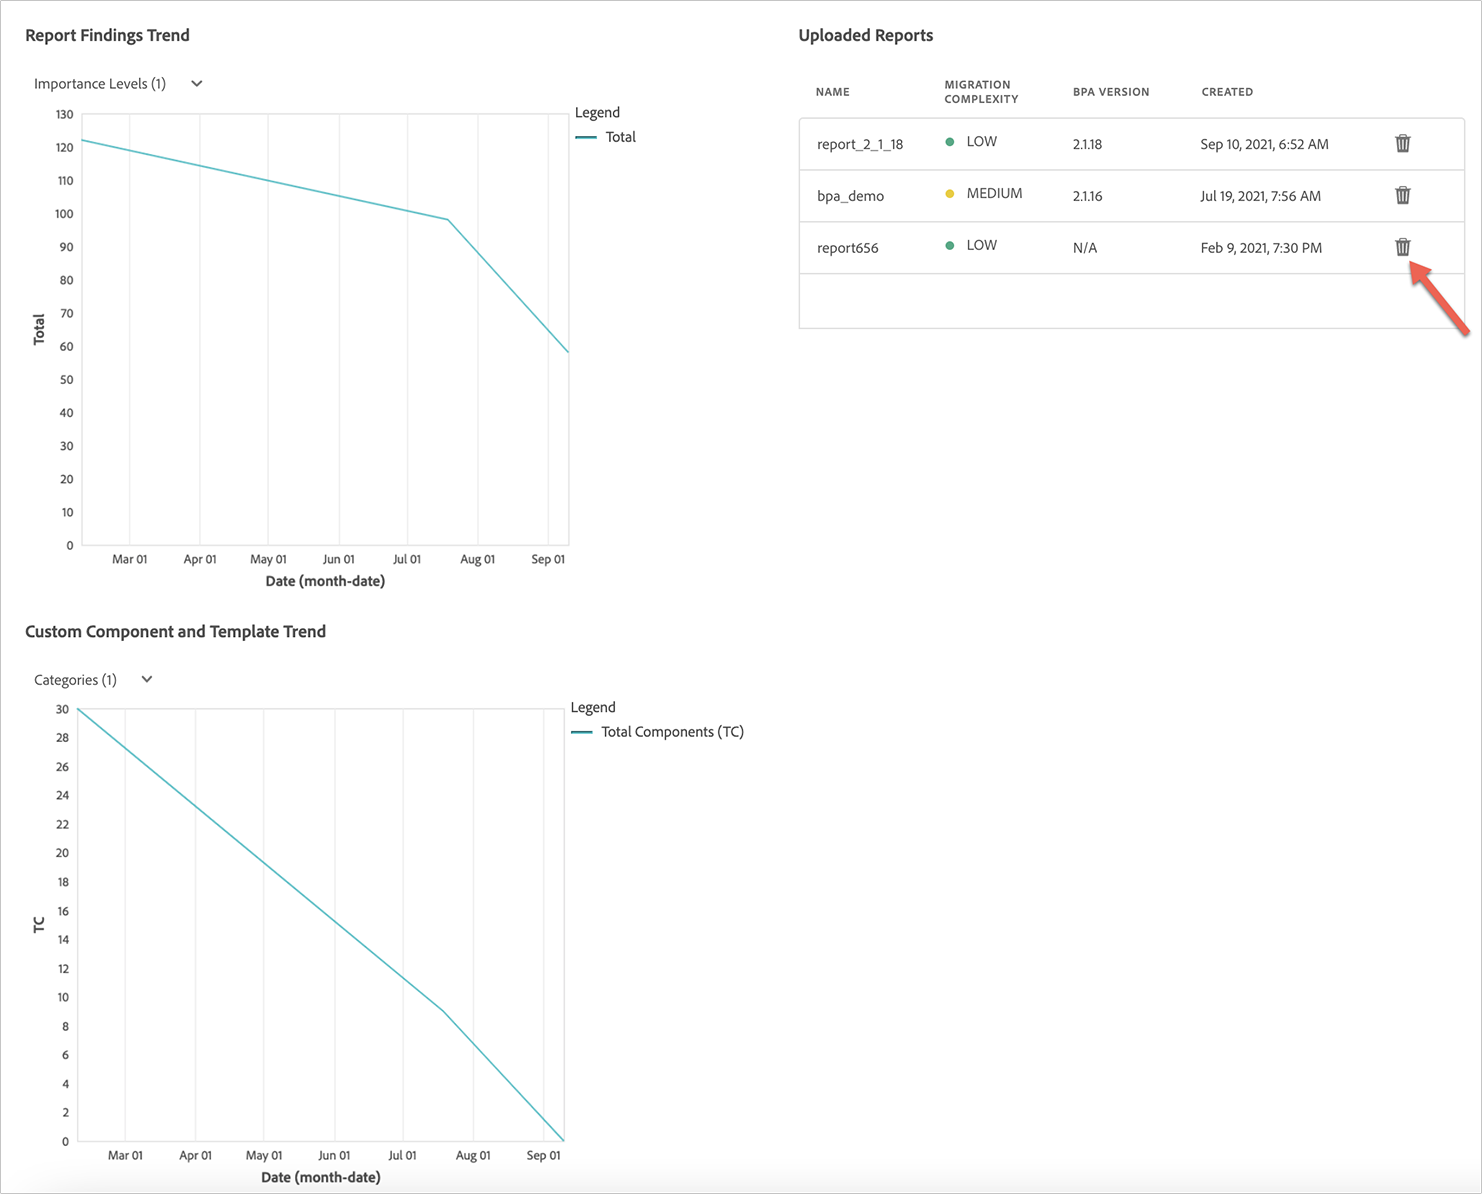 Report Findings Trend
Importance Levels (1)
130
120
110
100
90
80
70
60
50
40
30
20
10
0
Total
Mar 01 Apr 01 May 01 Jun 01 Jul 01 Aug 01 Sep 01
Date (month-date)
Legend
Total
Custom Component and Template Trend
Categories (1)
30
28
26
24
22
20
18
16
14
12
10
8
6
4
2
0
TC
Mar 01 Apr 01 May 01 Jun 01 Jul 01 Aug 01 Sep 01
Date (month-date)
Legend
Total Components (TC)
Uploaded Reports
NAME MIGRATION COMPLEXITY BPA VERSION CREATED
report_2_1_18 LOW 2.1.18 Sep 10, 2021, 6:52 AM
bpa_demo MEDIUM 2.1.16 Jul 19, 2021, 7:56 AM
report656 LOW N/A Feb 9, 2021, 7:30 PM